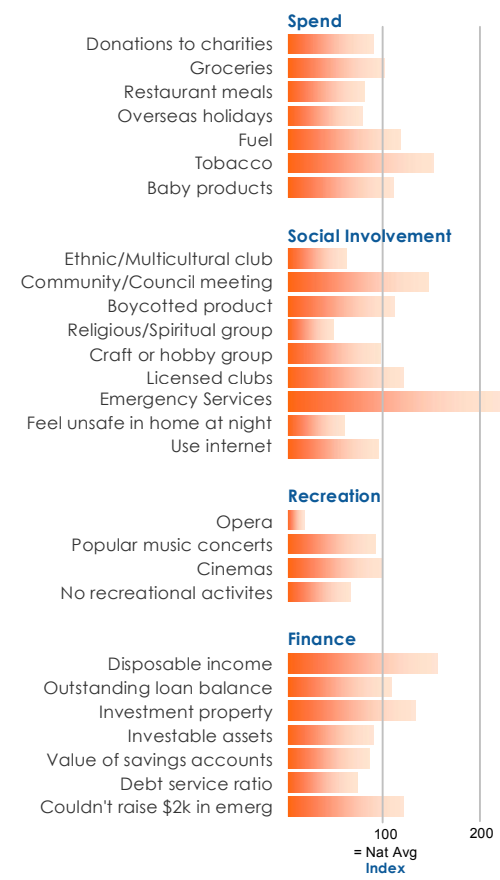 Spend
Donations to charities
Groceries
Restaurant meals
Overseas holidays
Fuel
Tobacco
Baby products
Social Involvement
Ethnic/Multicultural club
Community/Council meeting
Boycotted product
Religious/Spiritual group
Craft or hobby group
Licensed clubs
Emergency Services
Feel unsafe in home at night
Use internet
Recreation
Opera
Popular music concerts
Cinemas
No recreational activites
Finance
Disposable income
Outstanding loan balance
Investment property
Investable assets
Value of savings accounts
Debt service ratio
Couldn't raise $2k in emerg
100 200
= Nat Avg
Index